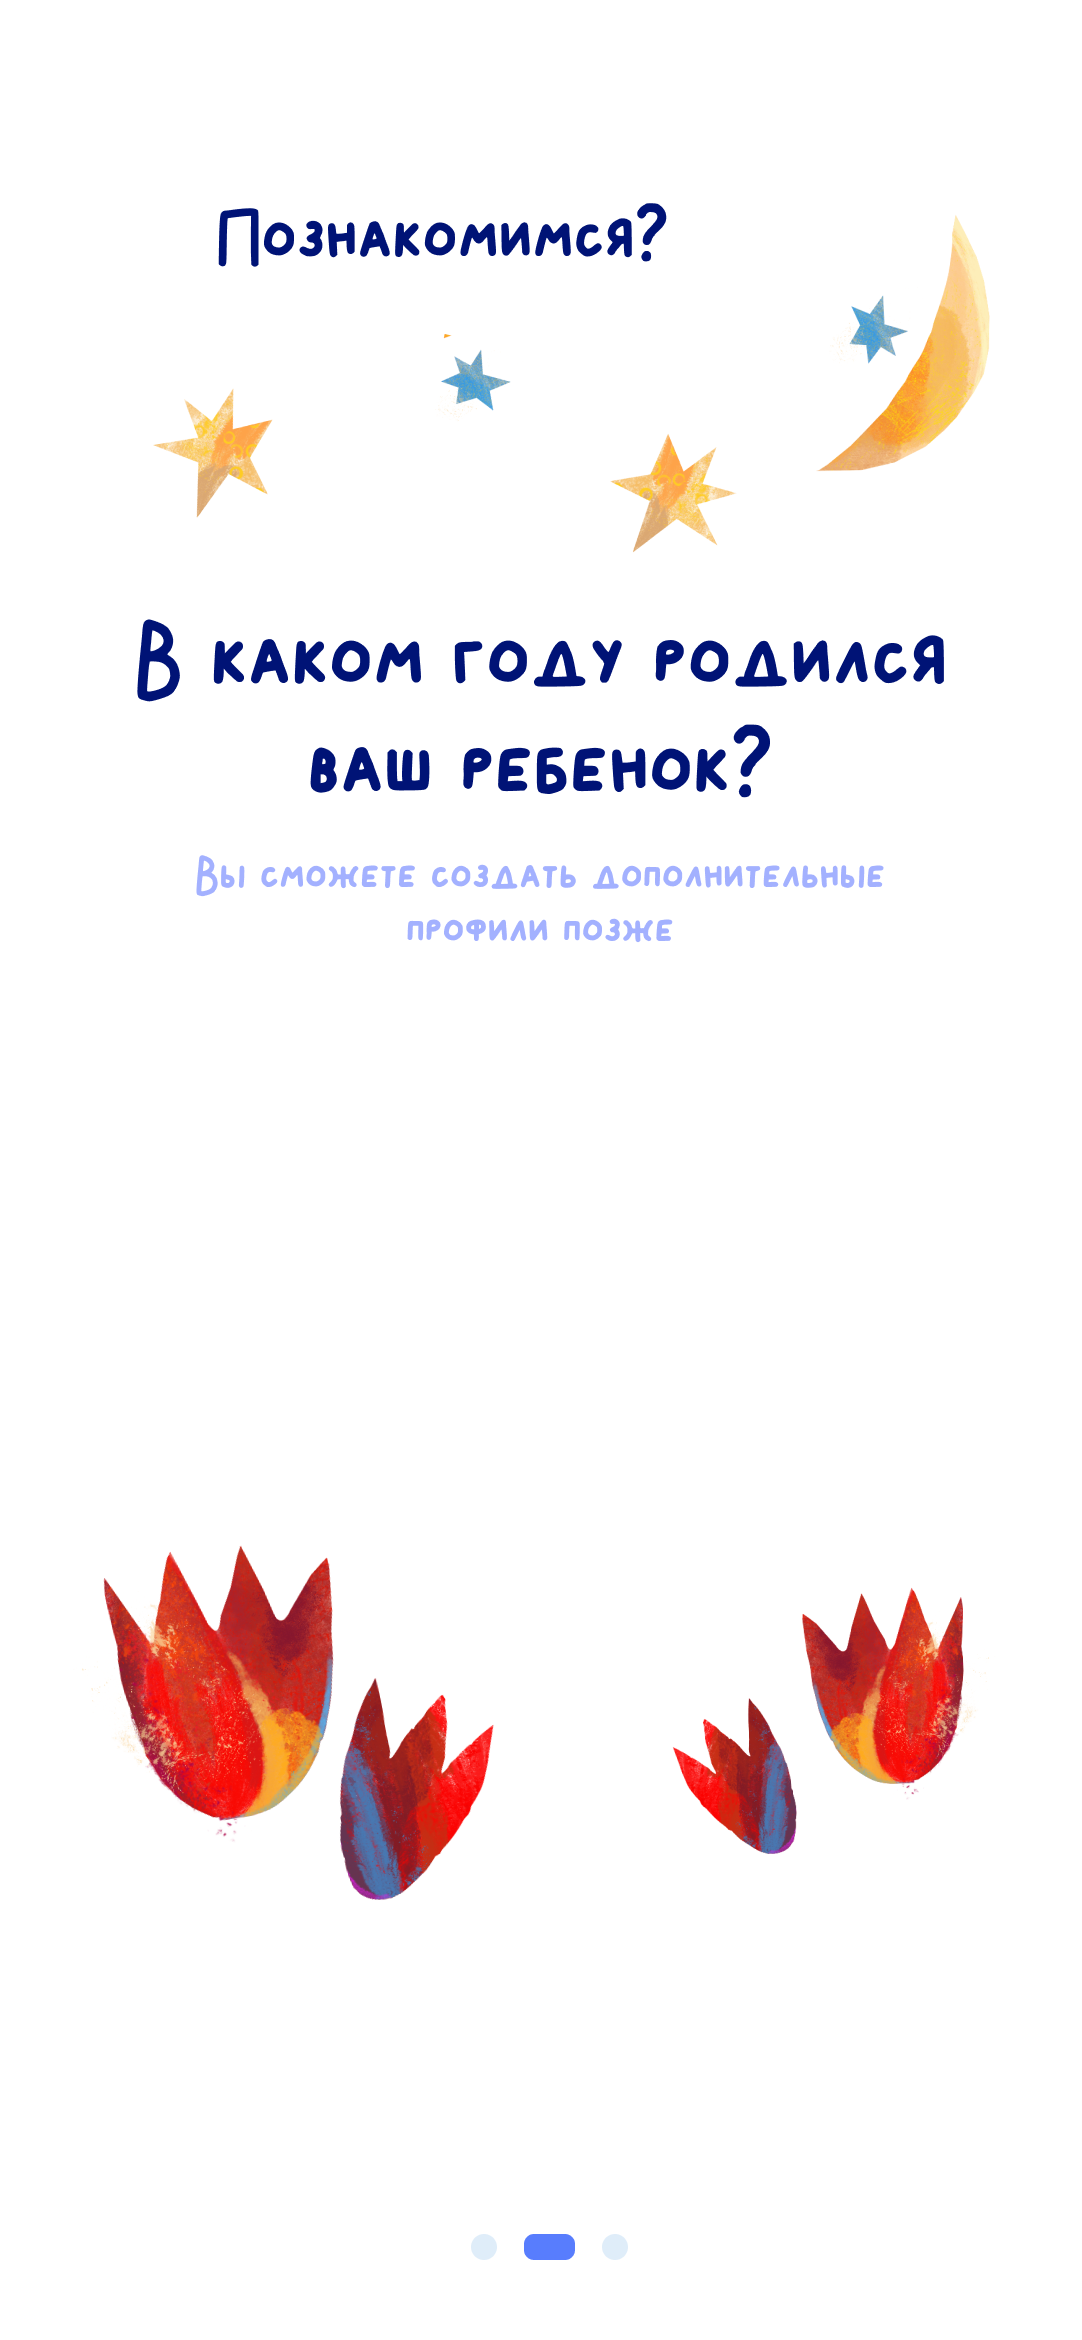 Познакомимся?
В каком году родился
ваш ребенок?
Вы сможете создать дополнительные
профили позже